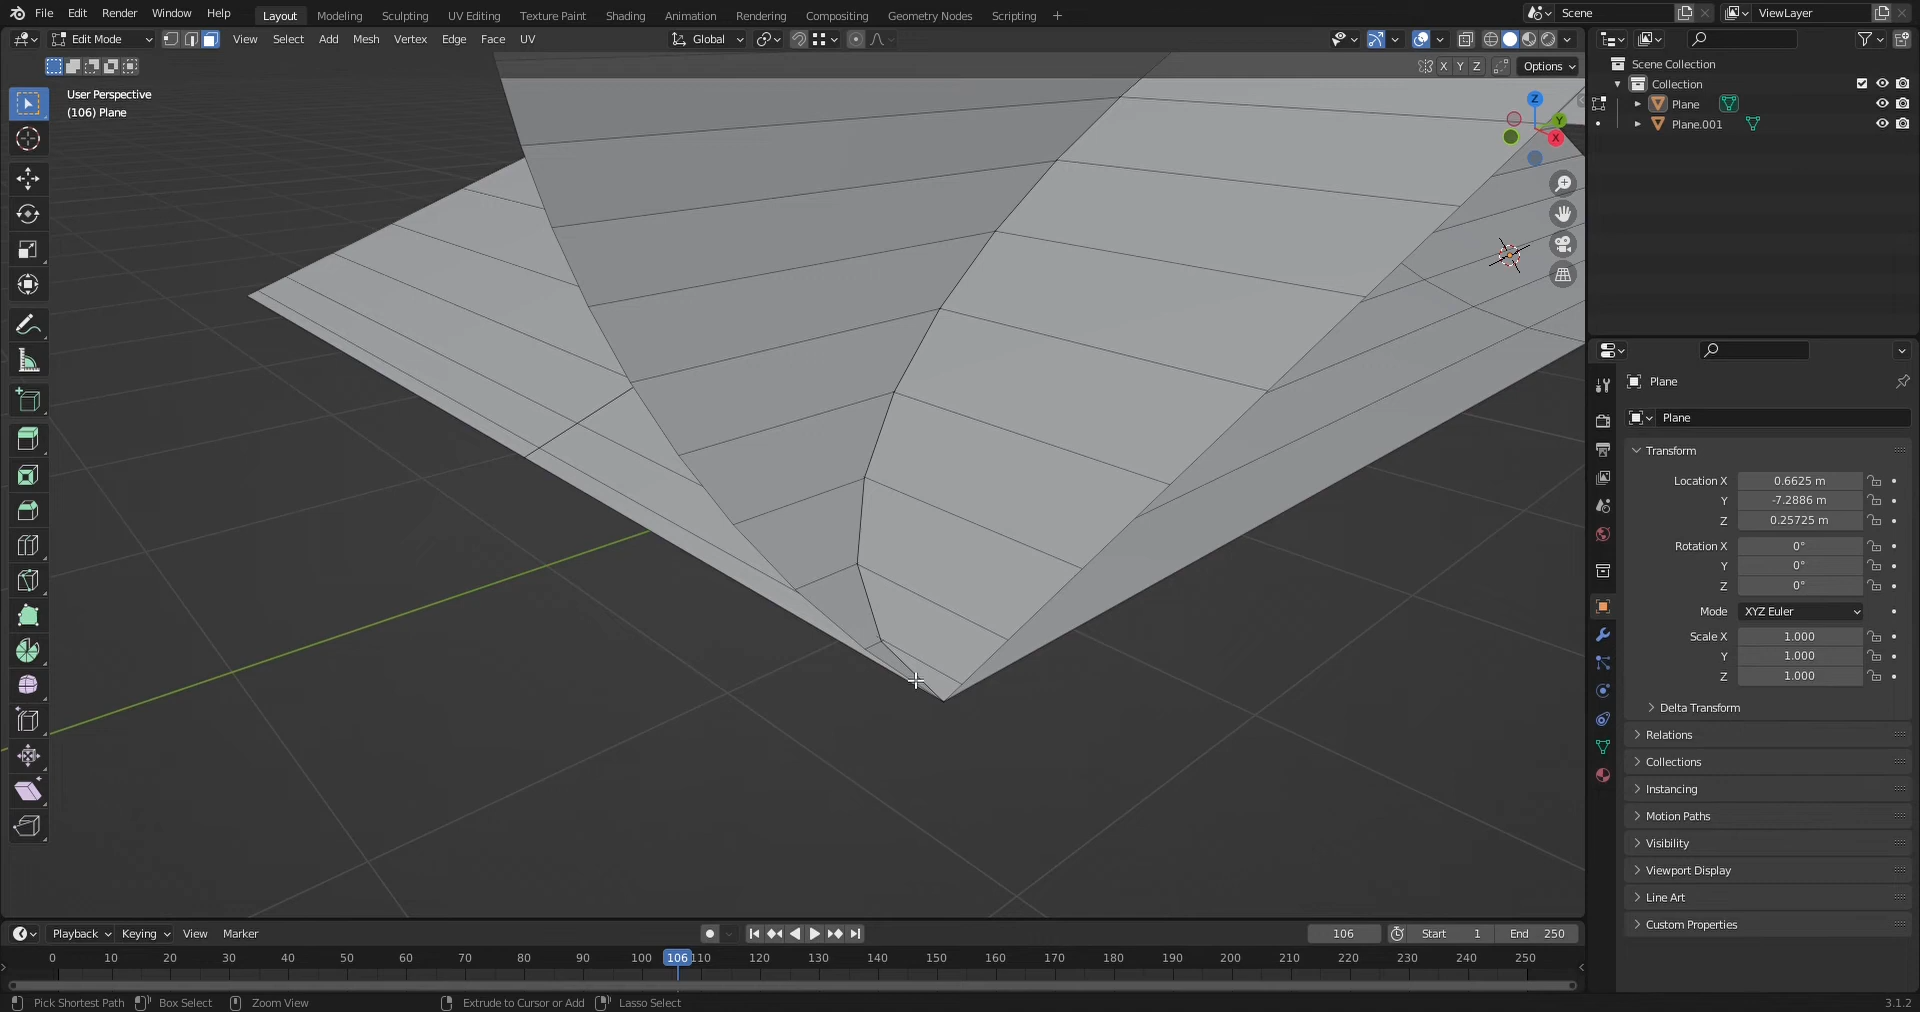 File Edit Render Window Help Layout Modeling Sculpting UV Editing Texture Paint Shading Animation Rendering Compositing Geometry Nodes Scripting + Scene ViewLayer
Edit Mode View Select Add Mesh Vertex Edge Face UV Global
X Y Z Options
User Perspective
(106) Plane
Z
Y
X
Scene Collection
Collection
Plane
Plane.001
Plane
Plane
Transform
Location X 0.6625 m
Y -7.2886 m
Z 0.25725 m
Rotation X 0°
Y 0°
Z 0°
Mode XYZ Euler
Scale X 1.000
Y 1.000
Z 1.000
Delta Transform
Relations
Collections
Instancing
Motion Paths
Visibility
Viewport Display
Line Art
Custom Properties
Playback Keying View Marker 106 Start 1 End 250
0 10 20 30 40 50 60 70 80 90 100 106 110 120 130 140 150 160 170 180 190 200 210 220 230 240 250
Pick Shortest Path Box Select Zoom View Extrude to Cursor or Add Lasso Select 3.1.2